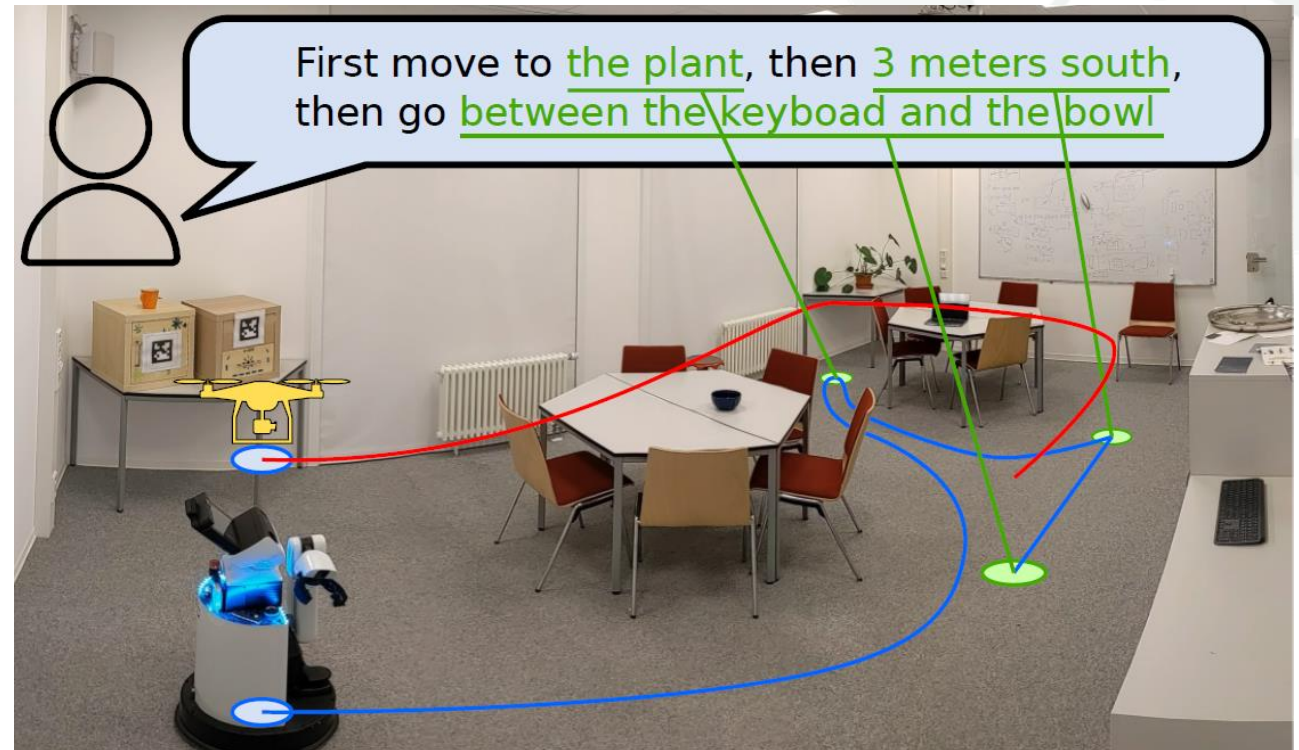 First move to the plant, then 3 meters south,
then go between the keyboad and the bowl